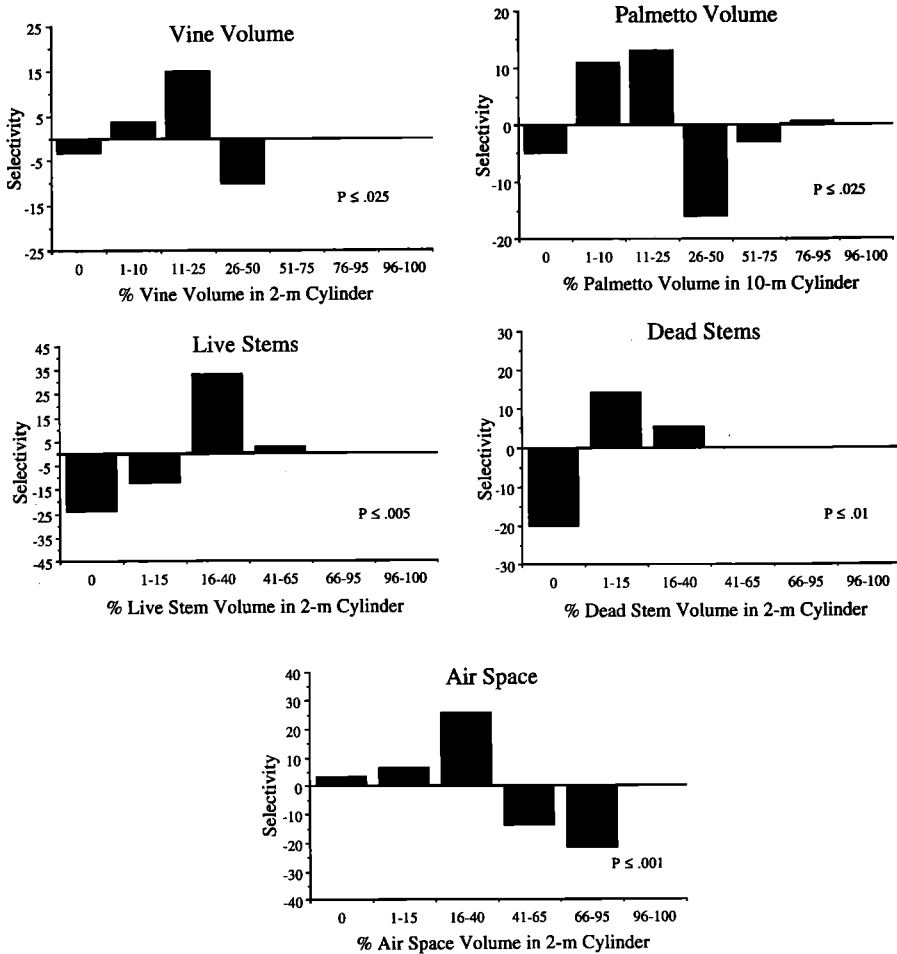 Vine Volume
25
15
5
-5
-15
-25
Selectivity
P ≤ .025
0 1-10 11-25 26-50 51-75 76-95 96-100
% Vine Volume in 2-m Cylinder
Palmetto Volume
20
10
0
-10
-20
Selectivity
P ≤ .025
0 1-10 11-25 26-50 51-75 76-95 96-100
% Palmetto Volume in 10-m Cylinder
Live Stems
45
35
25
15
5
-5
-15
-25
-35
-45
Selectivity
P ≤ .005
0 1-15 16-40 41-65 66-95 96-100
% Live Stem Volume in 2-m Cylinder
Dead Stems
30
20
10
0
-10
-20
-30
Selectivity
P ≤ .01
0 1-15 16-40 41-65 66-95 96-100
% Dead Stem Volume in 2-m Cylinder
Air Space
40
30
20
10
0
-10
-20
-30
-40
Selectivity
P ≤ .001
0 1-15 16-40 41-65 66-95 96-100
% Air Space Volume in 2-m Cylinder